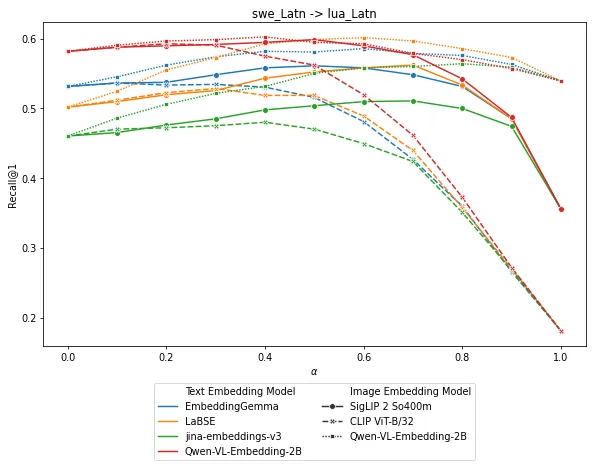 swe_Latn -> lua_Latn
0.6
0.5
0.4
0.3
0.2
Recall@1
0.0 0.2 0.4 0.6 0.8 1.0
α
Text Embedding Model Image Embedding Model
EmbeddingGemma SigLIP 2 So400m
LaBSE CLIP ViT-B/32
jina-embeddings-v3 Qwen-VL-Embedding-2B
Qwen-VL-Embedding-2B